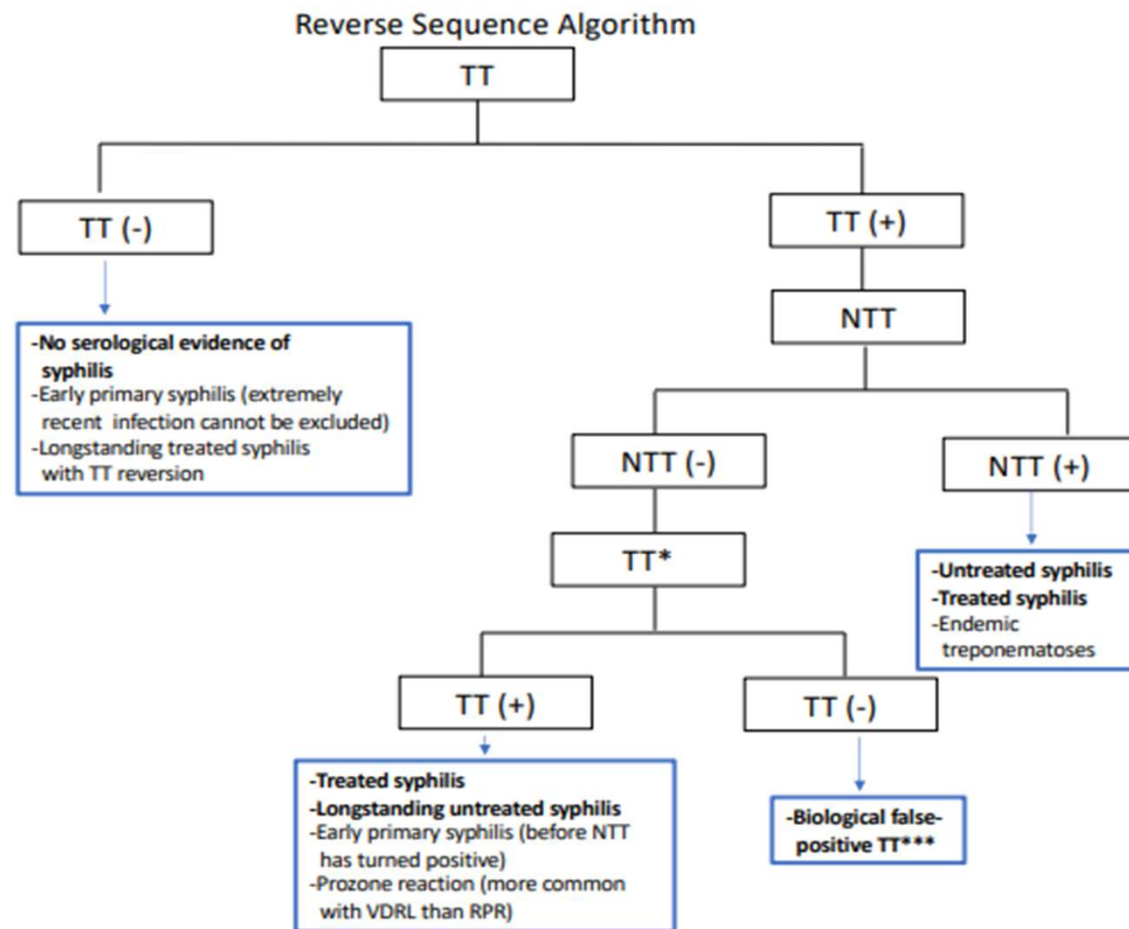 Reverse Sequence Algorithm
TT
TT (-)
TT (+)
-No serological evidence of
syphilis
-Early primary syphilis (extremely
recent infection cannot be excluded)
-Longstanding treated syphilis
with TT reversion
NTT
NTT (-)
NTT (+)
TT*
-Untreated syphilis
-Treated syphilis
-Endemic
treponematoses
TT (+)
TT (-)
-Treated syphilis
-Longstanding untreated syphilis
-Early primary syphilis (before NTT
has turned positive)
-Prozone reaction (more common
with VDRL than RPR)
-Biological false-
positive TT***